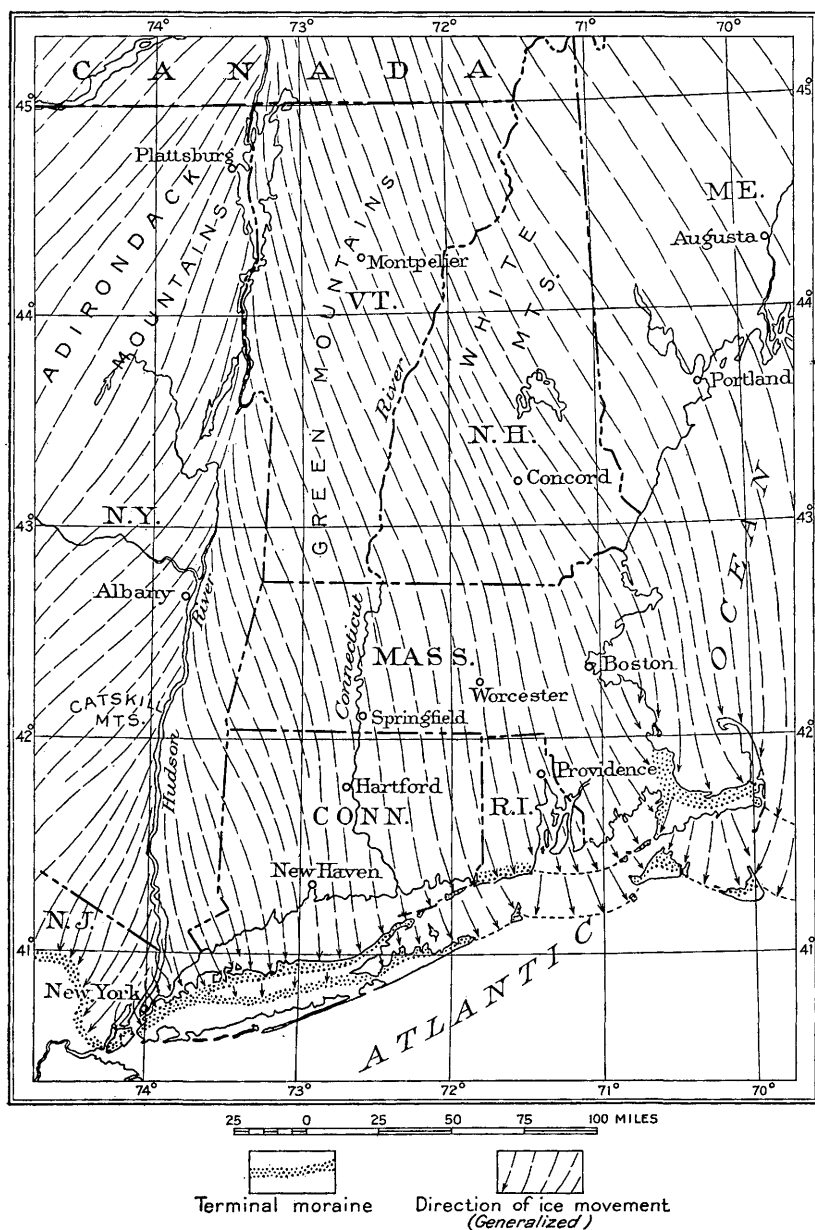 CANADA
45°
45°
Plattsburg
ADIRONDACK
MOUNTAINS
ME.
Augusta
Montpelier
VT.
GREEN MOUNTAINS
WHITE
MTS.
44°
44°
Portland
River
N.H.
Concord
N.Y.
43°
43°
Albany
River
Hudson
CATSKILL
MTS.
Connecticut
MASS.
Boston
Worcester
Springfield
OCEAN
42°
42°
Hartford
Providence
CONN.
R.I.
New Haven
N.J.
41°
41°
New York
ATLANTIC
74°
73°
72°
71°
70°
74°
73°
72°
71°
70°
25 0 25 50 75 100 MILES
Terminal moraine
Direction of ice movement
(Generalized)